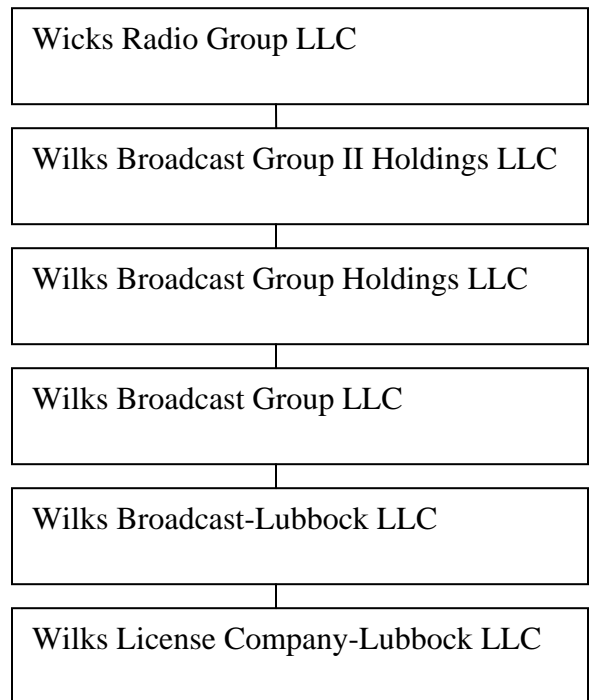 Wicks Radio Group LLC
Wilks Broadcast Group II Holdings LLC
Wilks Broadcast Group Holdings LLC
Wilks Broadcast Group LLC
Wilks Broadcast-Lubbock LLC
Wilks License Company-Lubbock LLC